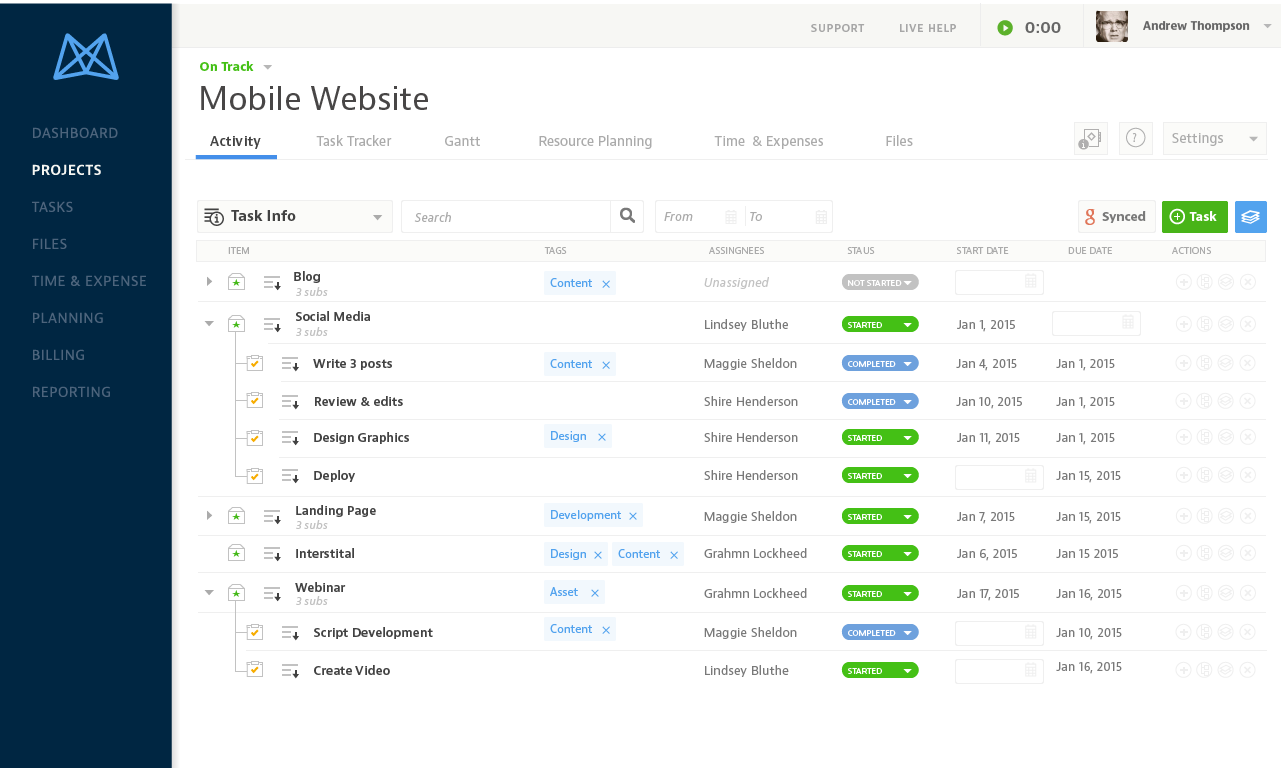 SUPPORT LIVE HELP 0:00 Andrew Thompson
On Track
Mobile Website
DASHBOARD
PROJECTS
TASKS
FILES
TIME & EXPENSE
PLANNING
BILLING
REPORTING
Activity Task Tracker Gantt Resource Planning Time & Expenses Files ? Settings
Task Info Search From To 8 Synced Task
ITEM TAGS ASSINGNEES STAUS START DATE DUE DATE ACTIONS
Blog Content × Unassigned NOT STARTED
3 subs
Social Media Lindsey Bluthe STARTED Jan 1, 2015
3 subs
Write 3 posts Content × Maggie Sheldon COMPLETED Jan 4, 2015 Jan 1, 2015
Review & edits Shire Henderson COMPLETED Jan 10, 2015 Jan 1, 2015
Design Graphics Design × Shire Henderson STARTED Jan 11, 2015 Jan 1, 2015
Deploy Shire Henderson STARTED Jan 15, 2015
Landing Page Development × Maggie Sheldon STARTED Jan 7, 2015 Jan 15, 2015
3 subs
Interstital Design × Content × Grahmn Lockheed STARTED Jan 6, 2015 Jan 15 2015
Webinar Asset × Grahmn Lockheed STARTED Jan 17, 2015 Jan 16, 2015
3 subs
Script Development Content × Maggie Sheldon COMPLETED Jan 10, 2015
Create Video Lindsey Bluthe STARTED Jan 16, 2015